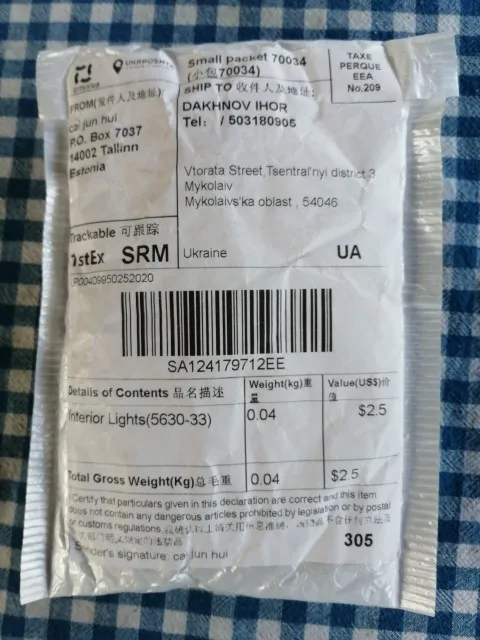 UKRPOSHTA
Small packet 70034
(小包70034)
TAXE
PERQUE
EEA
No.209
FROM(发件人及地址):
cai jun hui
P.O. Box 7037
14002 Tallinn
Estonia
SHIP TO 收件人及地址:
DAKHNOV IHOR
Tel: / 503180906
Vtorata Street,Tsentral'nyi district,3
Mykolaiv
Mykolaivs'ka oblast , 54046
Trackable 可跟踪
SRM
Ukraine
UA
SA124179712EE
Details of Contents 品名描述
Weight(kg)重
量
Value(US$)价
值
Interior Lights(5630-33)
0.04
$2.5
Total Gross Weight(Kg)总毛重
0.04
$2.5
I Certify that particulars given in this declaration are correct and this item
does not contain any dangerous articles prohibited by legislation or by postal
or customs regulations
Sender's signature: cai jun hui
305